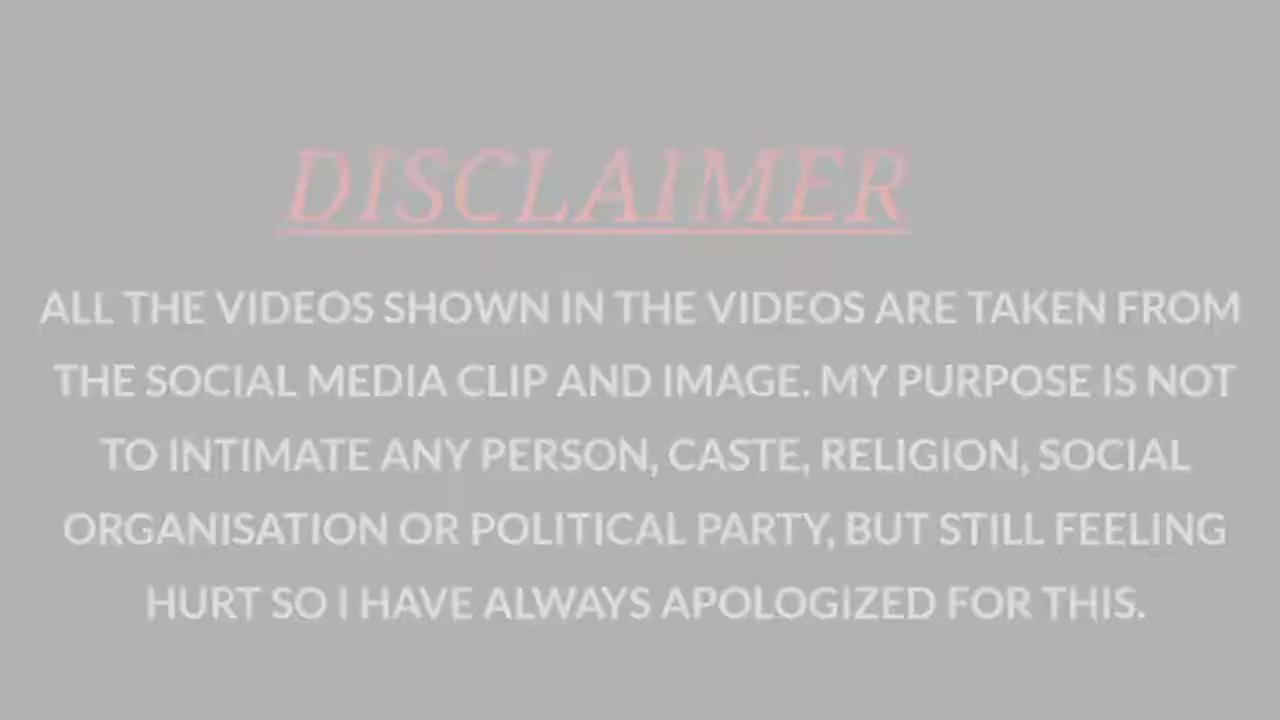 DISCLAIMER
ALL THE VIDEOS SHOWN IN THE VIDEOS ARE TAKEN FROM
THE SOCIAL MEDIA CLIP AND IMAGE. MY PURPOSE IS NOT
TO INTIMATE ANY PERSON, CASTE, RELIGION, SOCIAL
ORGANISATION OR POLITICAL PARTY, BUT STILL FEELING
HURT SO I HAVE ALWAYS APOLOGIZED FOR THIS.